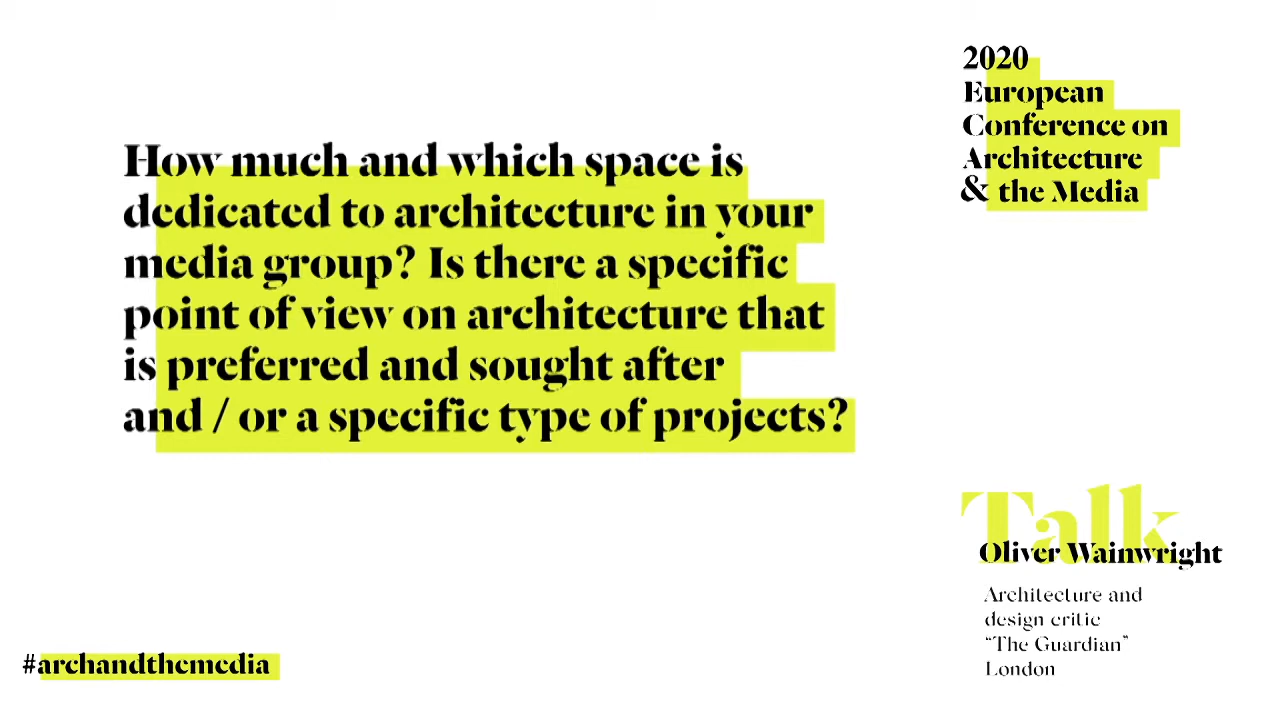 How much and which space is
dedicated to architecture in your
media group? Is there a specific
point of view on architecture that
is preferred and sought after
and / or a specific type of projects?
2020
European
Conference on
Architecture
& the Media
Talk
Oliver Wainwright
Architecture and
design critic
“The Guardian”
London
#archandthemedia